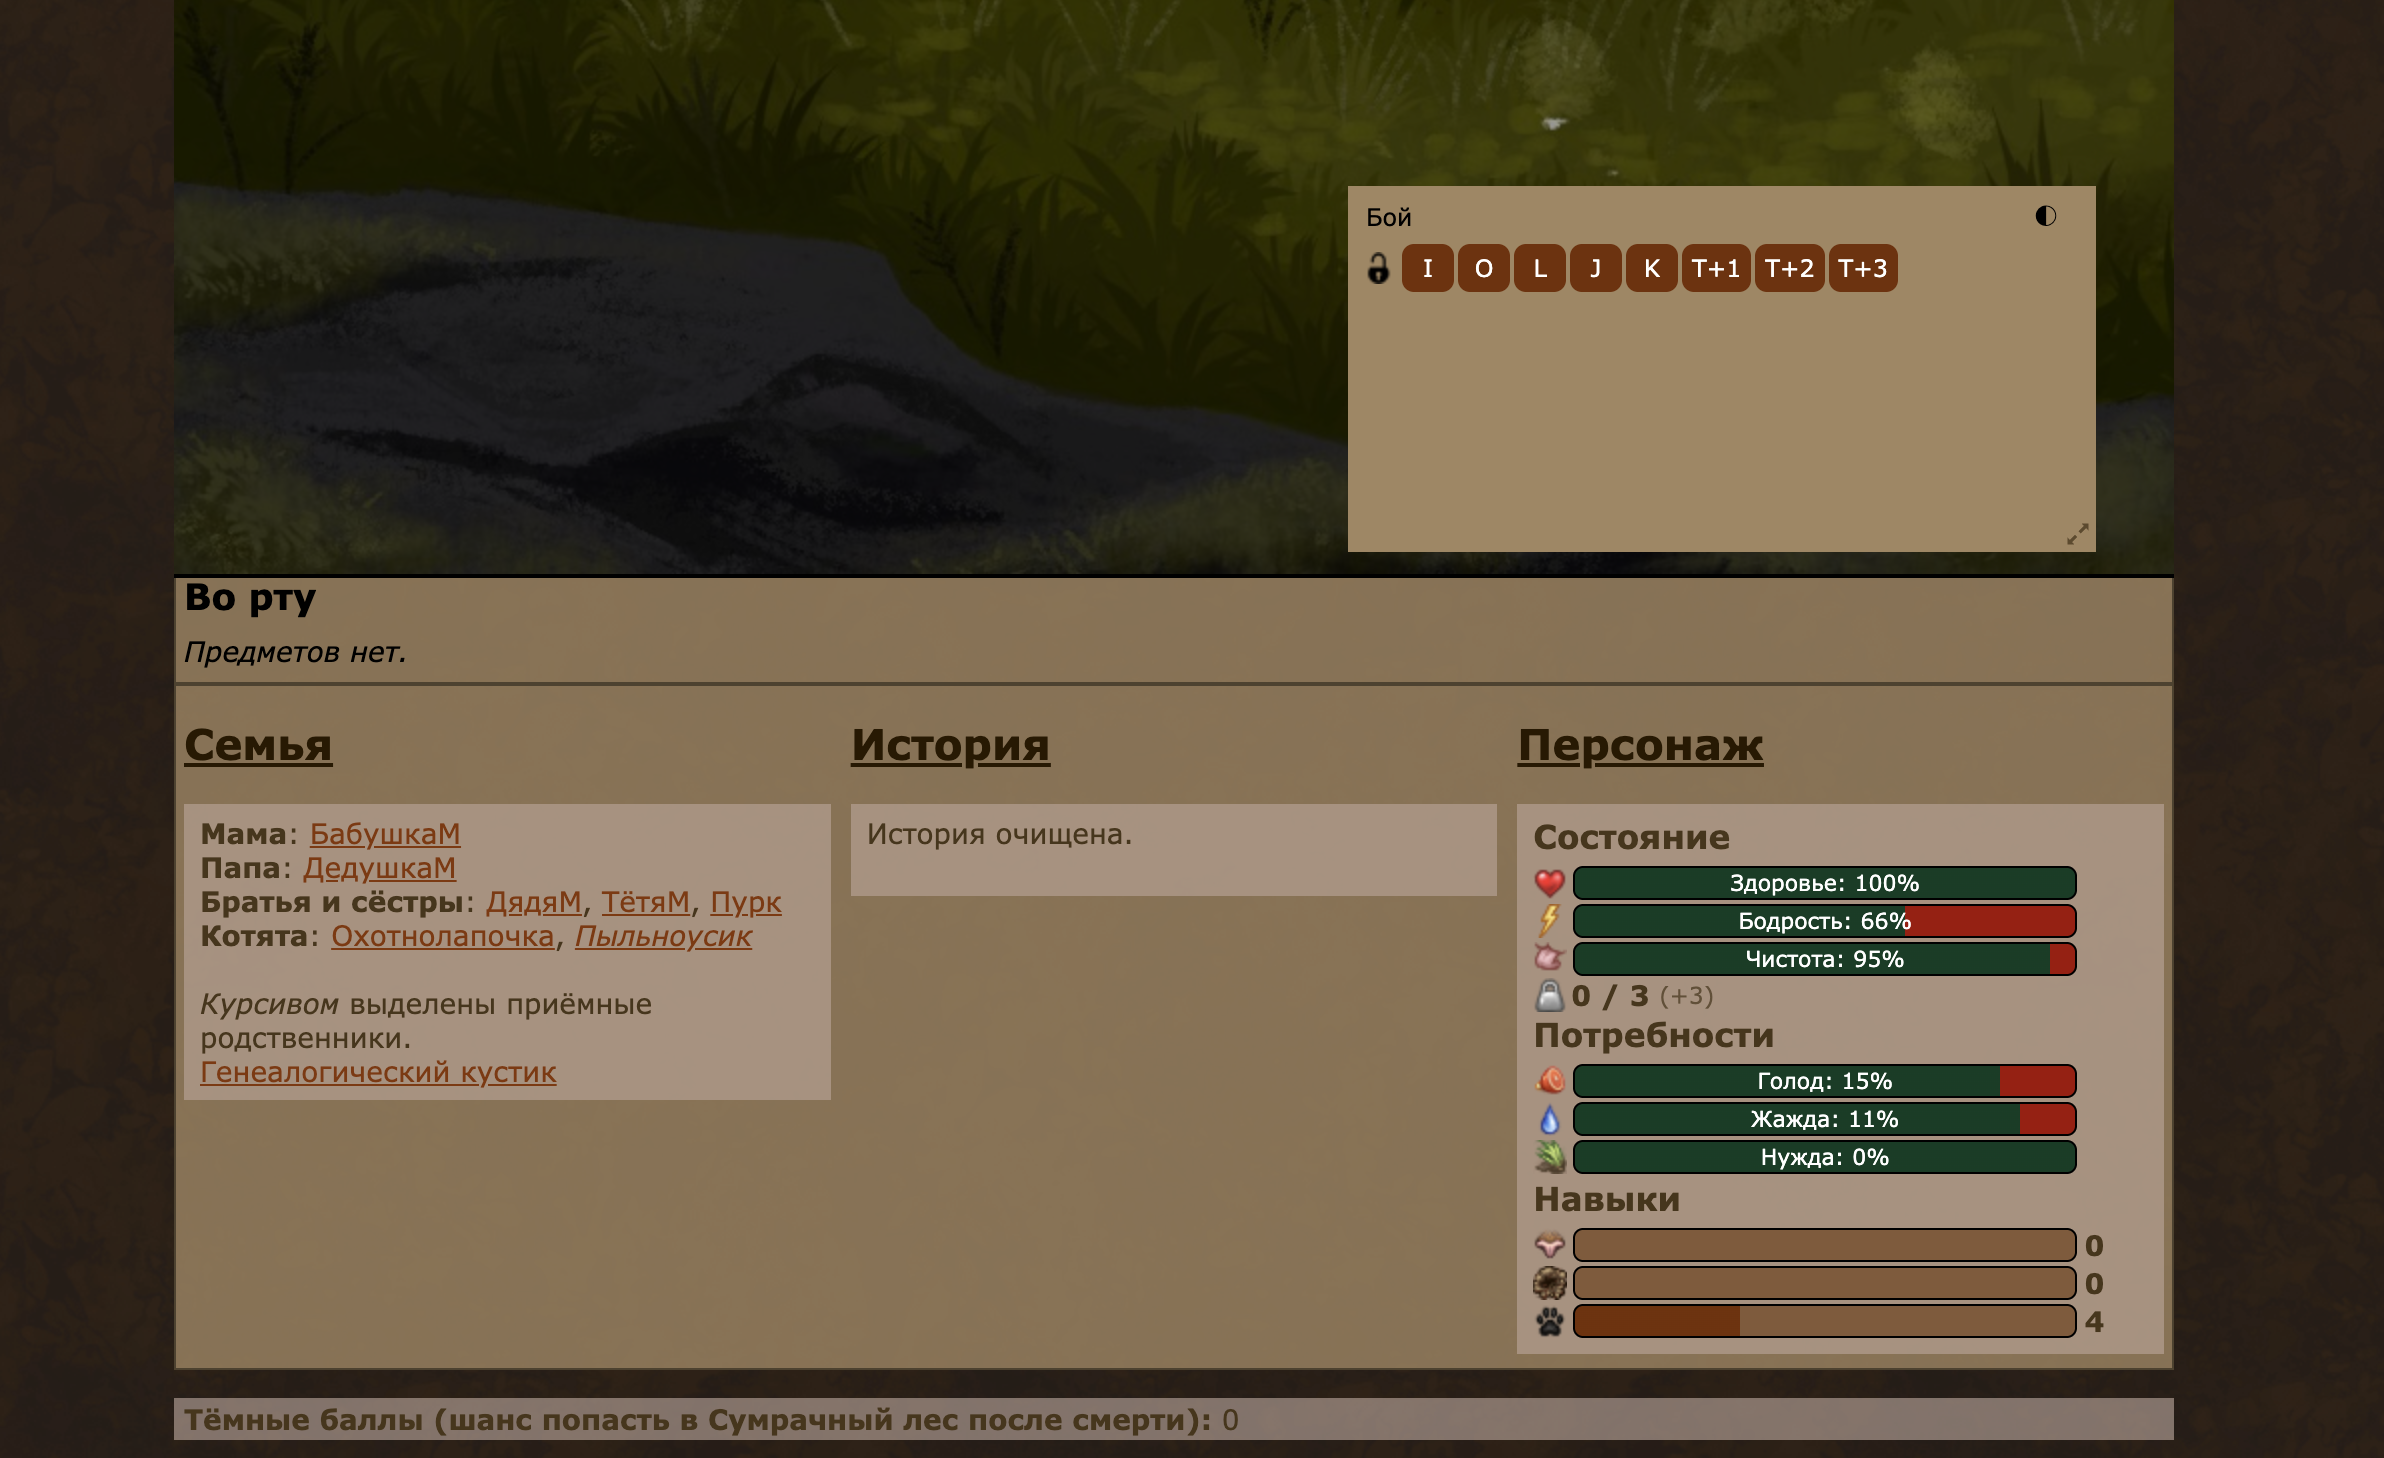 Бой
I O L J K T+1 T+2 T+3
Во рту
Предметов нет.
Семья
Мама: БабушкаМ
Папа: ДедушкаМ
Братья и сёстры: ДядяМ, ТётяМ, Пурк
Котята: Охотнолапочка, Пыльноусик
Курсивом выделены приёмные
родственники.
Генеалогический кустик
История
История очищена.
Персонаж
Состояние
Здоровье: 100%
Бодрость: 66%
Чистота: 95%
0 / 3 (+3)
Потребности
Голод: 15%
Жажда: 11%
Нужда: 0%
Навыки
0
0
4
Тёмные баллы (шанс попасть в Сумрачный лес после смерти): 0